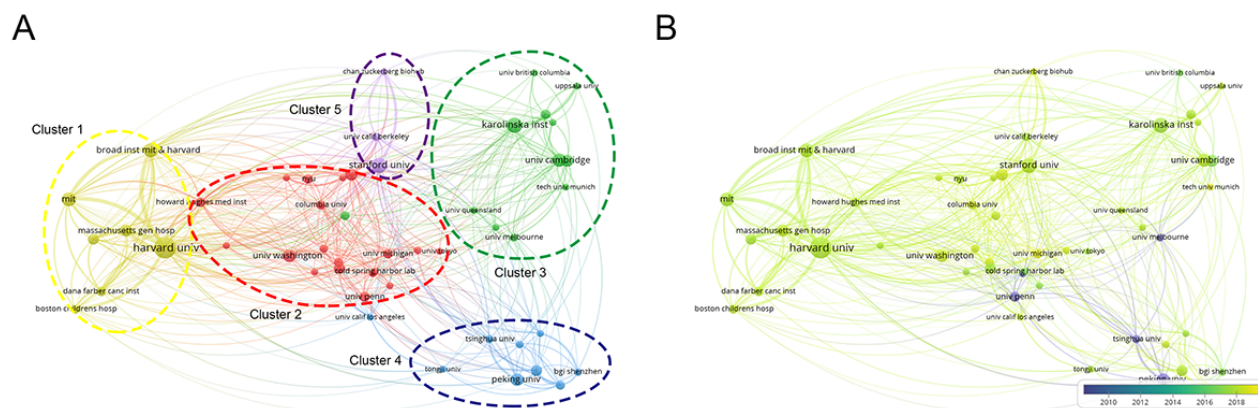 A
chan zuckerberg biohub
univ british columbia
uppsala univ
Cluster 5
Cluster 1
karolinska inst
univ calif berkeley
broad inst mit & harvard
stanford univ
univ cambridge
nyu
tech univ munich
mit
howard hughes med inst
columbia univ
univ queensland
massachusetts gen hosp
univ melbourne
harvard univ
univ washington
univ michigan
univ tokyo
Cluster 3
cold spring harbor lab
dana farber canc inst
univ penn
boston childrens hosp
Cluster 2
univ calif los angeles
tsinghua univ
Cluster 4
tongji univ
bgi shenzhen
peking univ
B
chan zuckerberg biohub
univ british columbia
uppsala univ
karolinska inst
univ calif berkeley
broad inst mit & harvard
stanford univ
univ cambridge
nyu
tech univ munich
mit
howard hughes med inst
columbia univ
univ queensland
massachusetts gen hosp
univ melbourne
harvard univ
univ washington
univ michigan
univ tokyo
cold spring harbor lab
dana farber canc inst
univ penn
boston childrens hosp
univ calif los angeles
tsinghua univ
tongji univ
bgi shenzhen
peking univ
2010 2012 2014 2016 2018